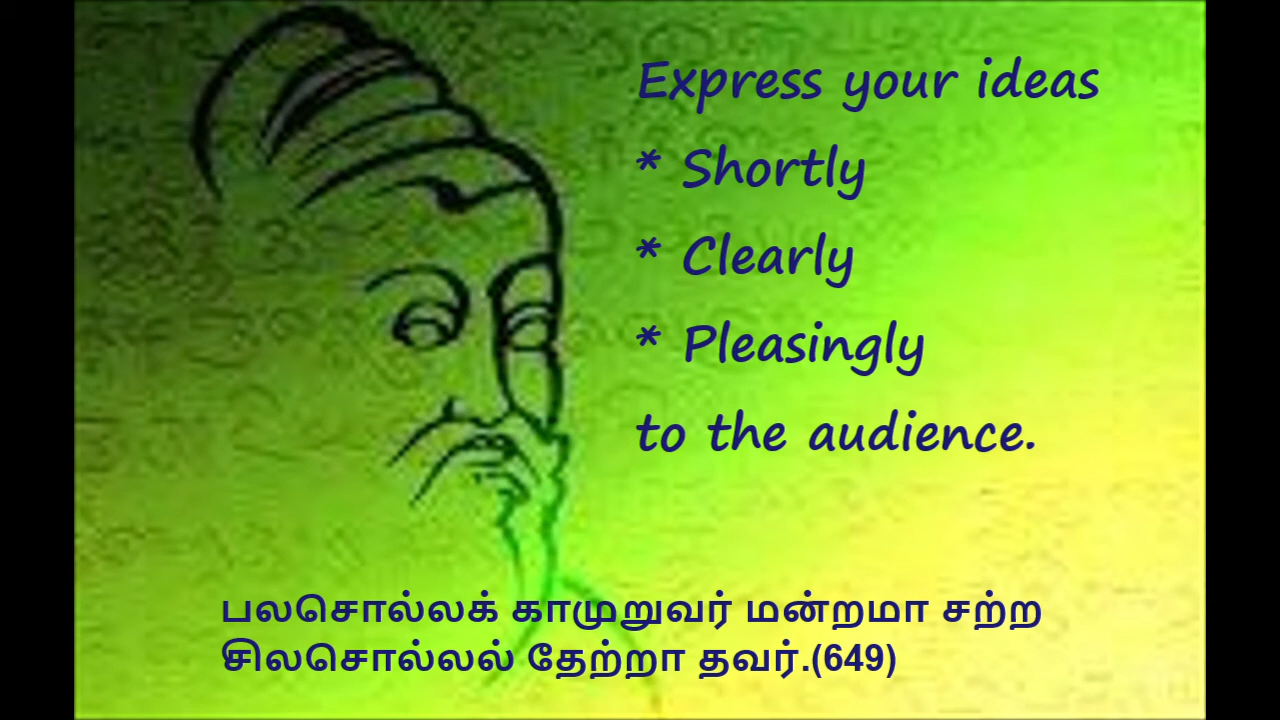 Express your ideas
* Shortly
* Clearly
* Pleasingly
to the audience.
பலசொல்லக் காமுறுவர் மன்றமா சற்ற
சிலசொல்லல் தேற்றா தவர்.(649)